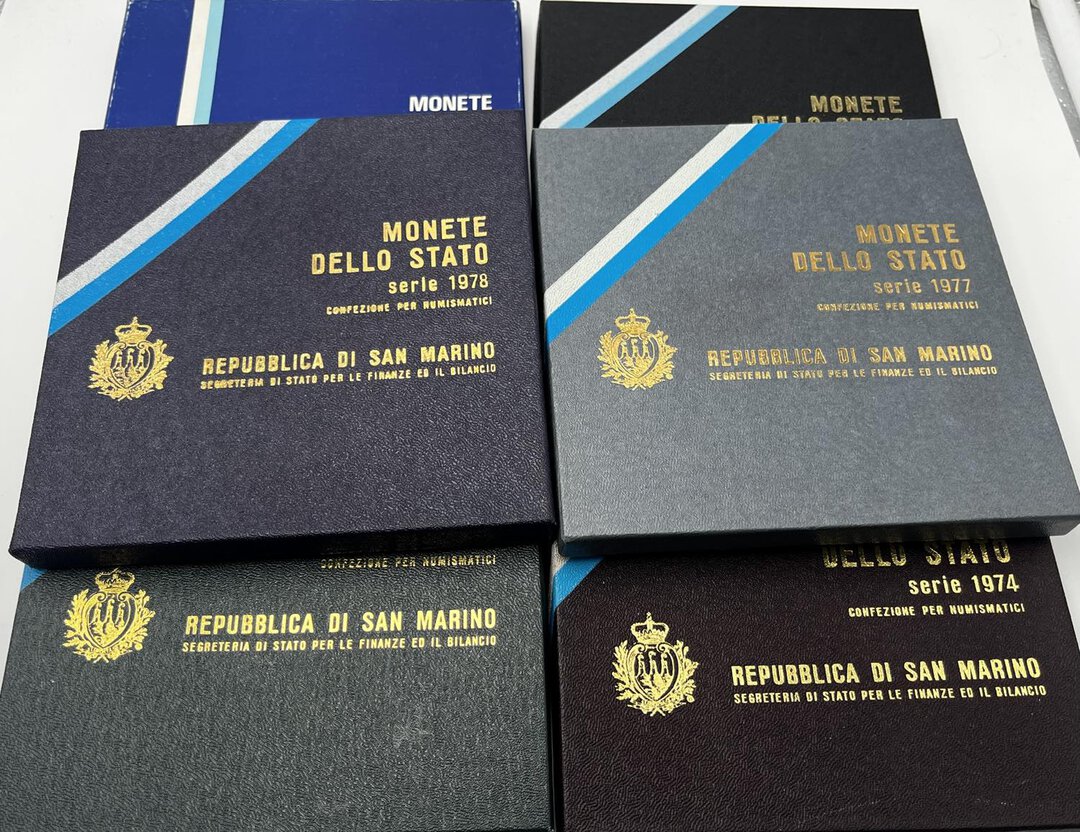 MONETE
MONETE
DELLO STATO
MONETE
DELLO STATO
serie 1978
CONFEZIONE PER NUMISMATICI
REPUBBLICA DI SAN MARINO
SEGRETERIA DI STATO PER LE FINANZE ED IL BILANCIO
MONETE
DELLO STATO
serie 1977
CONFEZIONE PER NUMISMATICI
REPUBBLICA DI SAN MARINO
SEGRETERIA DI STATO PER LE FINANZE ED IL BILANCIO
CONFEZIONE PER NUMISMATICI
REPUBBLICA DI SAN MARINO
SEGRETERIA DI STATO PER LE FINANZE ED IL BILANCIO
DELLO STATO
serie 1974
CONFEZIONE PER NUMISMATICI
REPUBBLICA DI SAN MARINO
SEGRETERIA DI STATO PER LE FINANZE ED IL BILANCIO